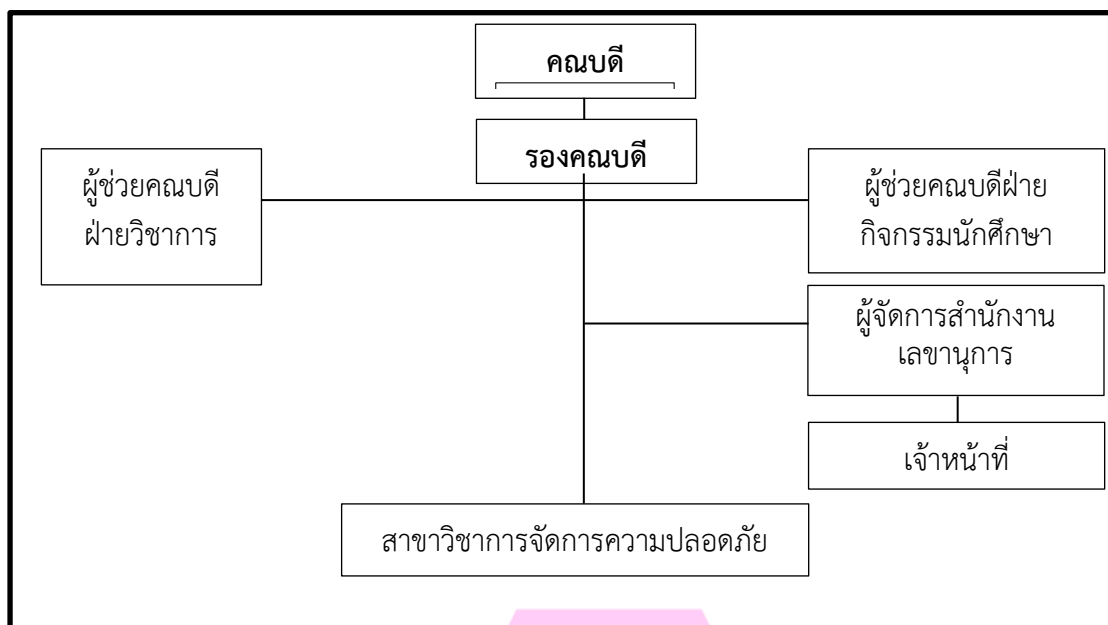 คณบดี
รองคณบดี
ผู้ช่วยคณบดี
ฝ่ายวิชาการ
ผู้ช่วยคณบดีฝ่าย
กิจกรรมนักศึกษา
ผู้จัดการสำนักงาน
เลขานุการ
เจ้าหน้าที่
สาขาวิชาการจัดการความปลอดภัย